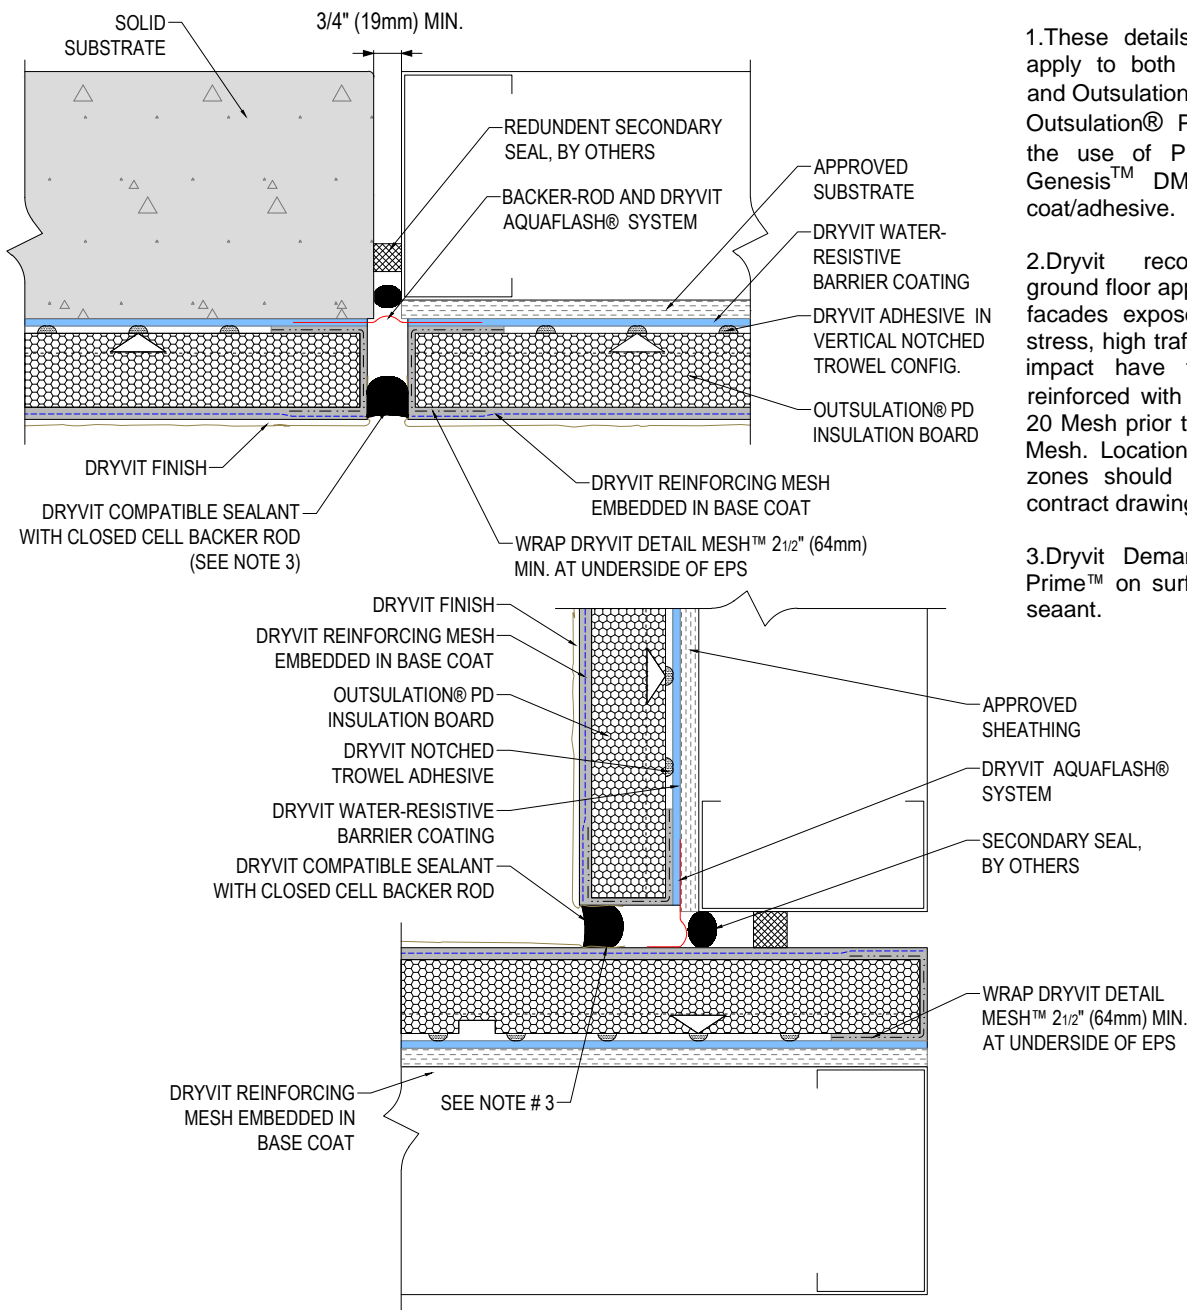 SOLID
SUBSTRATE
3/4" (19mm) MIN.
REDUNDENT SECONDARY
SEAL, BY OTHERS
BACKER-ROD AND DRYVIT
AQUAFLASH® SYSTEM
APPROVED
SUBSTRATE
DRYVIT WATER-
RESISTIVE
BARRIER COATING
DRYVIT ADHESIVE IN
VERTICAL NOTCHED
TROWEL CONFIG.
OUTSULATION® PD
INSULATION BOARD
DRYVIT FINISH
DRYVIT COMPATIBLE SEALANT
WITH CLOSED CELL BACKER ROD
(SEE NOTE 3)
DRYVIT REINFORCING MESH
EMBEDDED IN BASE COAT
WRAP DRYVIT DETAIL MESH™ 21/2" (64mm)
MIN. AT UNDERSIDE OF EPS
1.These details
apply to both
and Outsulation
Outsulation® P
the use of P
Genesis™ DM
coat/adhesive.
2.Dryvit reco
ground floor app
facades expose
stress, high traf
impact have
reinforced with
20 Mesh prior t
Mesh. Location
zones should
contract drawing
3.Dryvit Demar
Prime™ on surf
seaant.
DRYVIT FINISH
DRYVIT REINFORCING MESH
EMBEDDED IN BASE COAT
OUTSULATION® PD
INSULATION BOARD
DRYVIT NOTCHED
TROWEL ADHESIVE
DRYVIT WATER-RESISTIVE
BARRIER COATING
DRYVIT COMPATIBLE SEALANT
WITH CLOSED CELL BACKER ROD
APPROVED
SHEATHING
DRYVIT AQUAFLASH®
SYSTEM
SECONDARY SEAL,
BY OTHERS
WRAP DRYVIT DETAIL
MESH™ 21/2" (64mm) MIN.
AT UNDERSIDE OF EPS
DRYVIT REINFORCING
MESH EMBEDDED IN
BASE COAT
SEE NOTE # 3